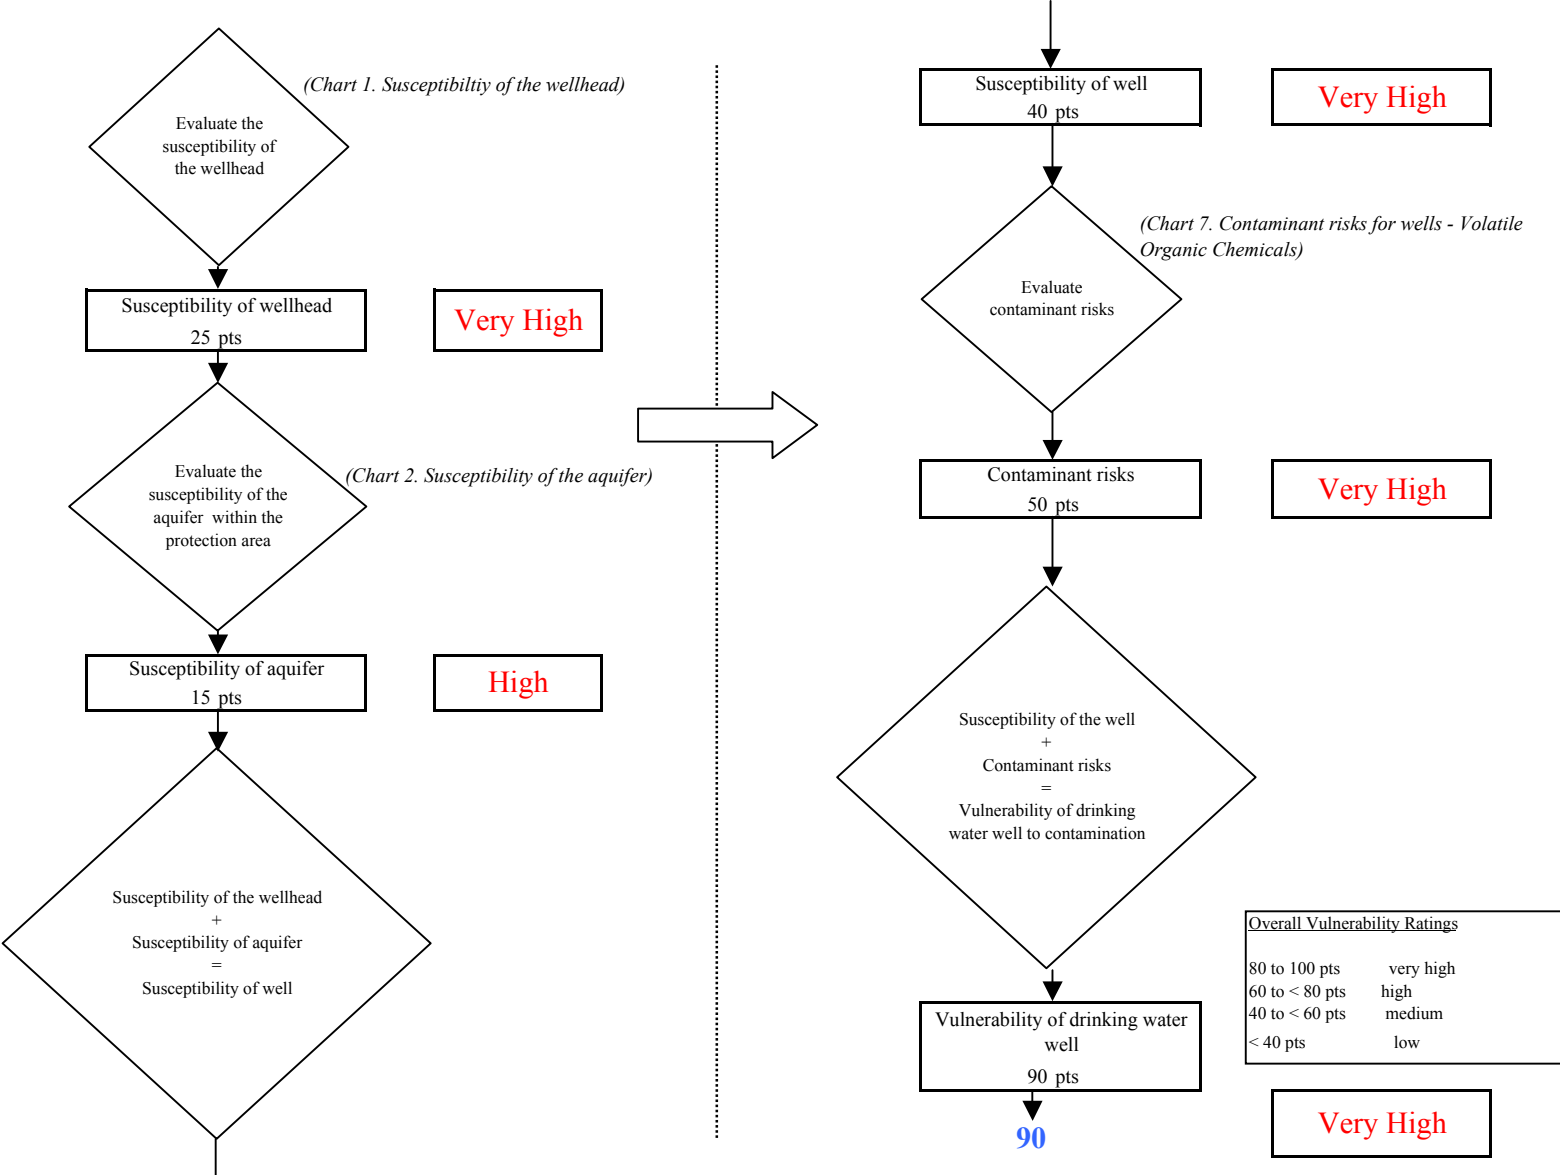 (Chart 1. Susceptibiltiy of the wellhead)
Evaluate the
susceptibility of
the wellhead
Susceptibility of wellhead
25 pts
Very High
(Chart 2. Susceptibility of the aquifer)
Evaluate the
susceptibility of the
aquifer within the
protection area
Susceptibility of aquifer
15 pts
High
Susceptibility of the wellhead
+
Susceptibility of aquifer
=
Susceptibility of well
Susceptibility of well
40 pts
Very High
(Chart 7. Contaminant risks for wells - Volatile
Organic Chemicals)
Evaluate
contaminant risks
Contaminant risks
50 pts
Very High
Susceptibility of the well
+
Contaminant risks
=
Vulnerability of drinking
water well to contamination
Overall Vulnerability Ratings
80 to 100 pts very high
60 to < 80 pts high
40 to < 60 pts medium
< 40 pts low
Vulnerability of drinking water
well
90 pts
90
Very High